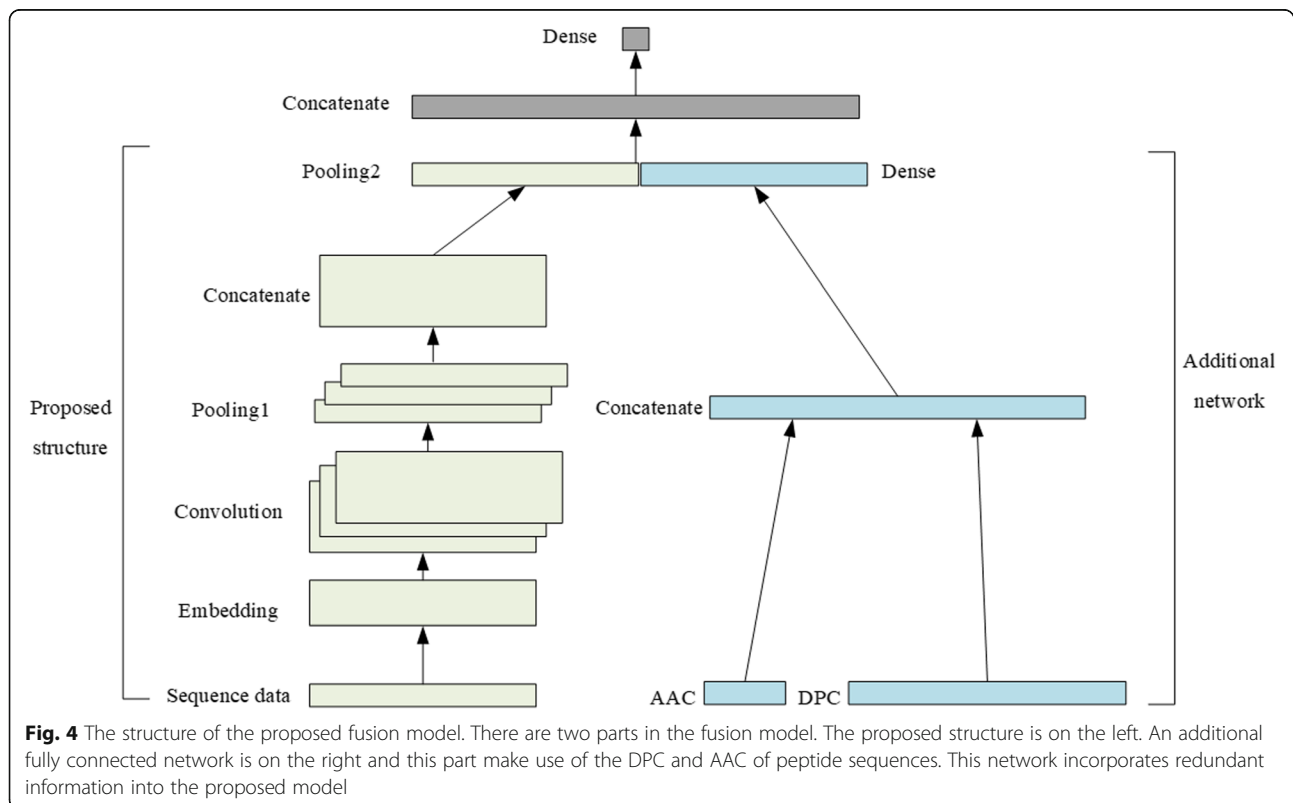 Dense
Concatenate
Pooling2
Dense
Concatenate
Pooling1
Concatenate
Additional
network
Proposed
structure
Convolution
Embedding
Sequence data
AAC
DPC
Fig. 4 The structure of the proposed fusion model. There are two parts in the fusion model. The proposed structure is on the left. An additional
fully connected network is on the right and this part make use of the DPC and AAC of peptide sequences. This network incorporates redundant
information into the proposed model